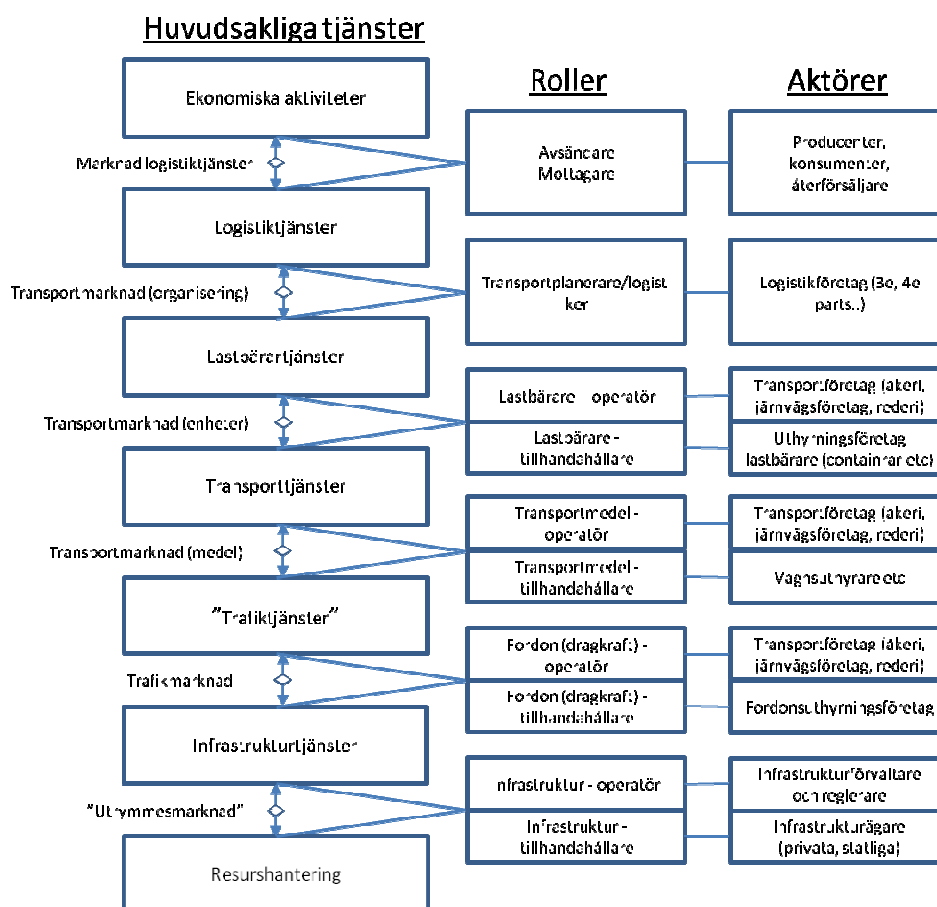 Huvudsakliga tjänster
Roller
Aktörer
Ekonomiska aktiviteter
Marknad logistiktjänster
Avsändare
Mottagare
Producenter,
konsumenter,
återförsäljare
Logistiktjänster
Transportmarknad (organisering)
Transportplanerare/logist
ker
Logistikföretag (3e, 4e
parts..)
Lastbärartjänster
Transportmarknad (enheter)
Lastbärare – operatör
Transportföretag (åkeri,
järnvägsföretag, rederi)
Lastbärare -
tillhandahållare
Uthyrningsföretag
lastbärare (containrar etc)
Transporttjänster
Transportmarknad (medel)
Transportmedel -
operatör
Transportföretag (åkeri,
järnvägsföretag, rederi)
Transportmedel -
tillhandahållare
Vagnsuthyrare etc
”Trafiktjänster”
Trafikmarknad
Fordon (dragkraft) -
operatör
Transportföretag (åkeri,
järnvägsföretag, rederi)
Fordon (dragkraft) -
tillhandahållare
Fordonsuthyrningsföretag
Infrastrukturtjänster
”Utrymmesmarknad”
nfrastruktur - operatör
Infrastrukturförvaltare
och reglerare
Infrastruktur -
tillhandahållare
Infrastrukturägare
(privata, statliga)
Resurshantering